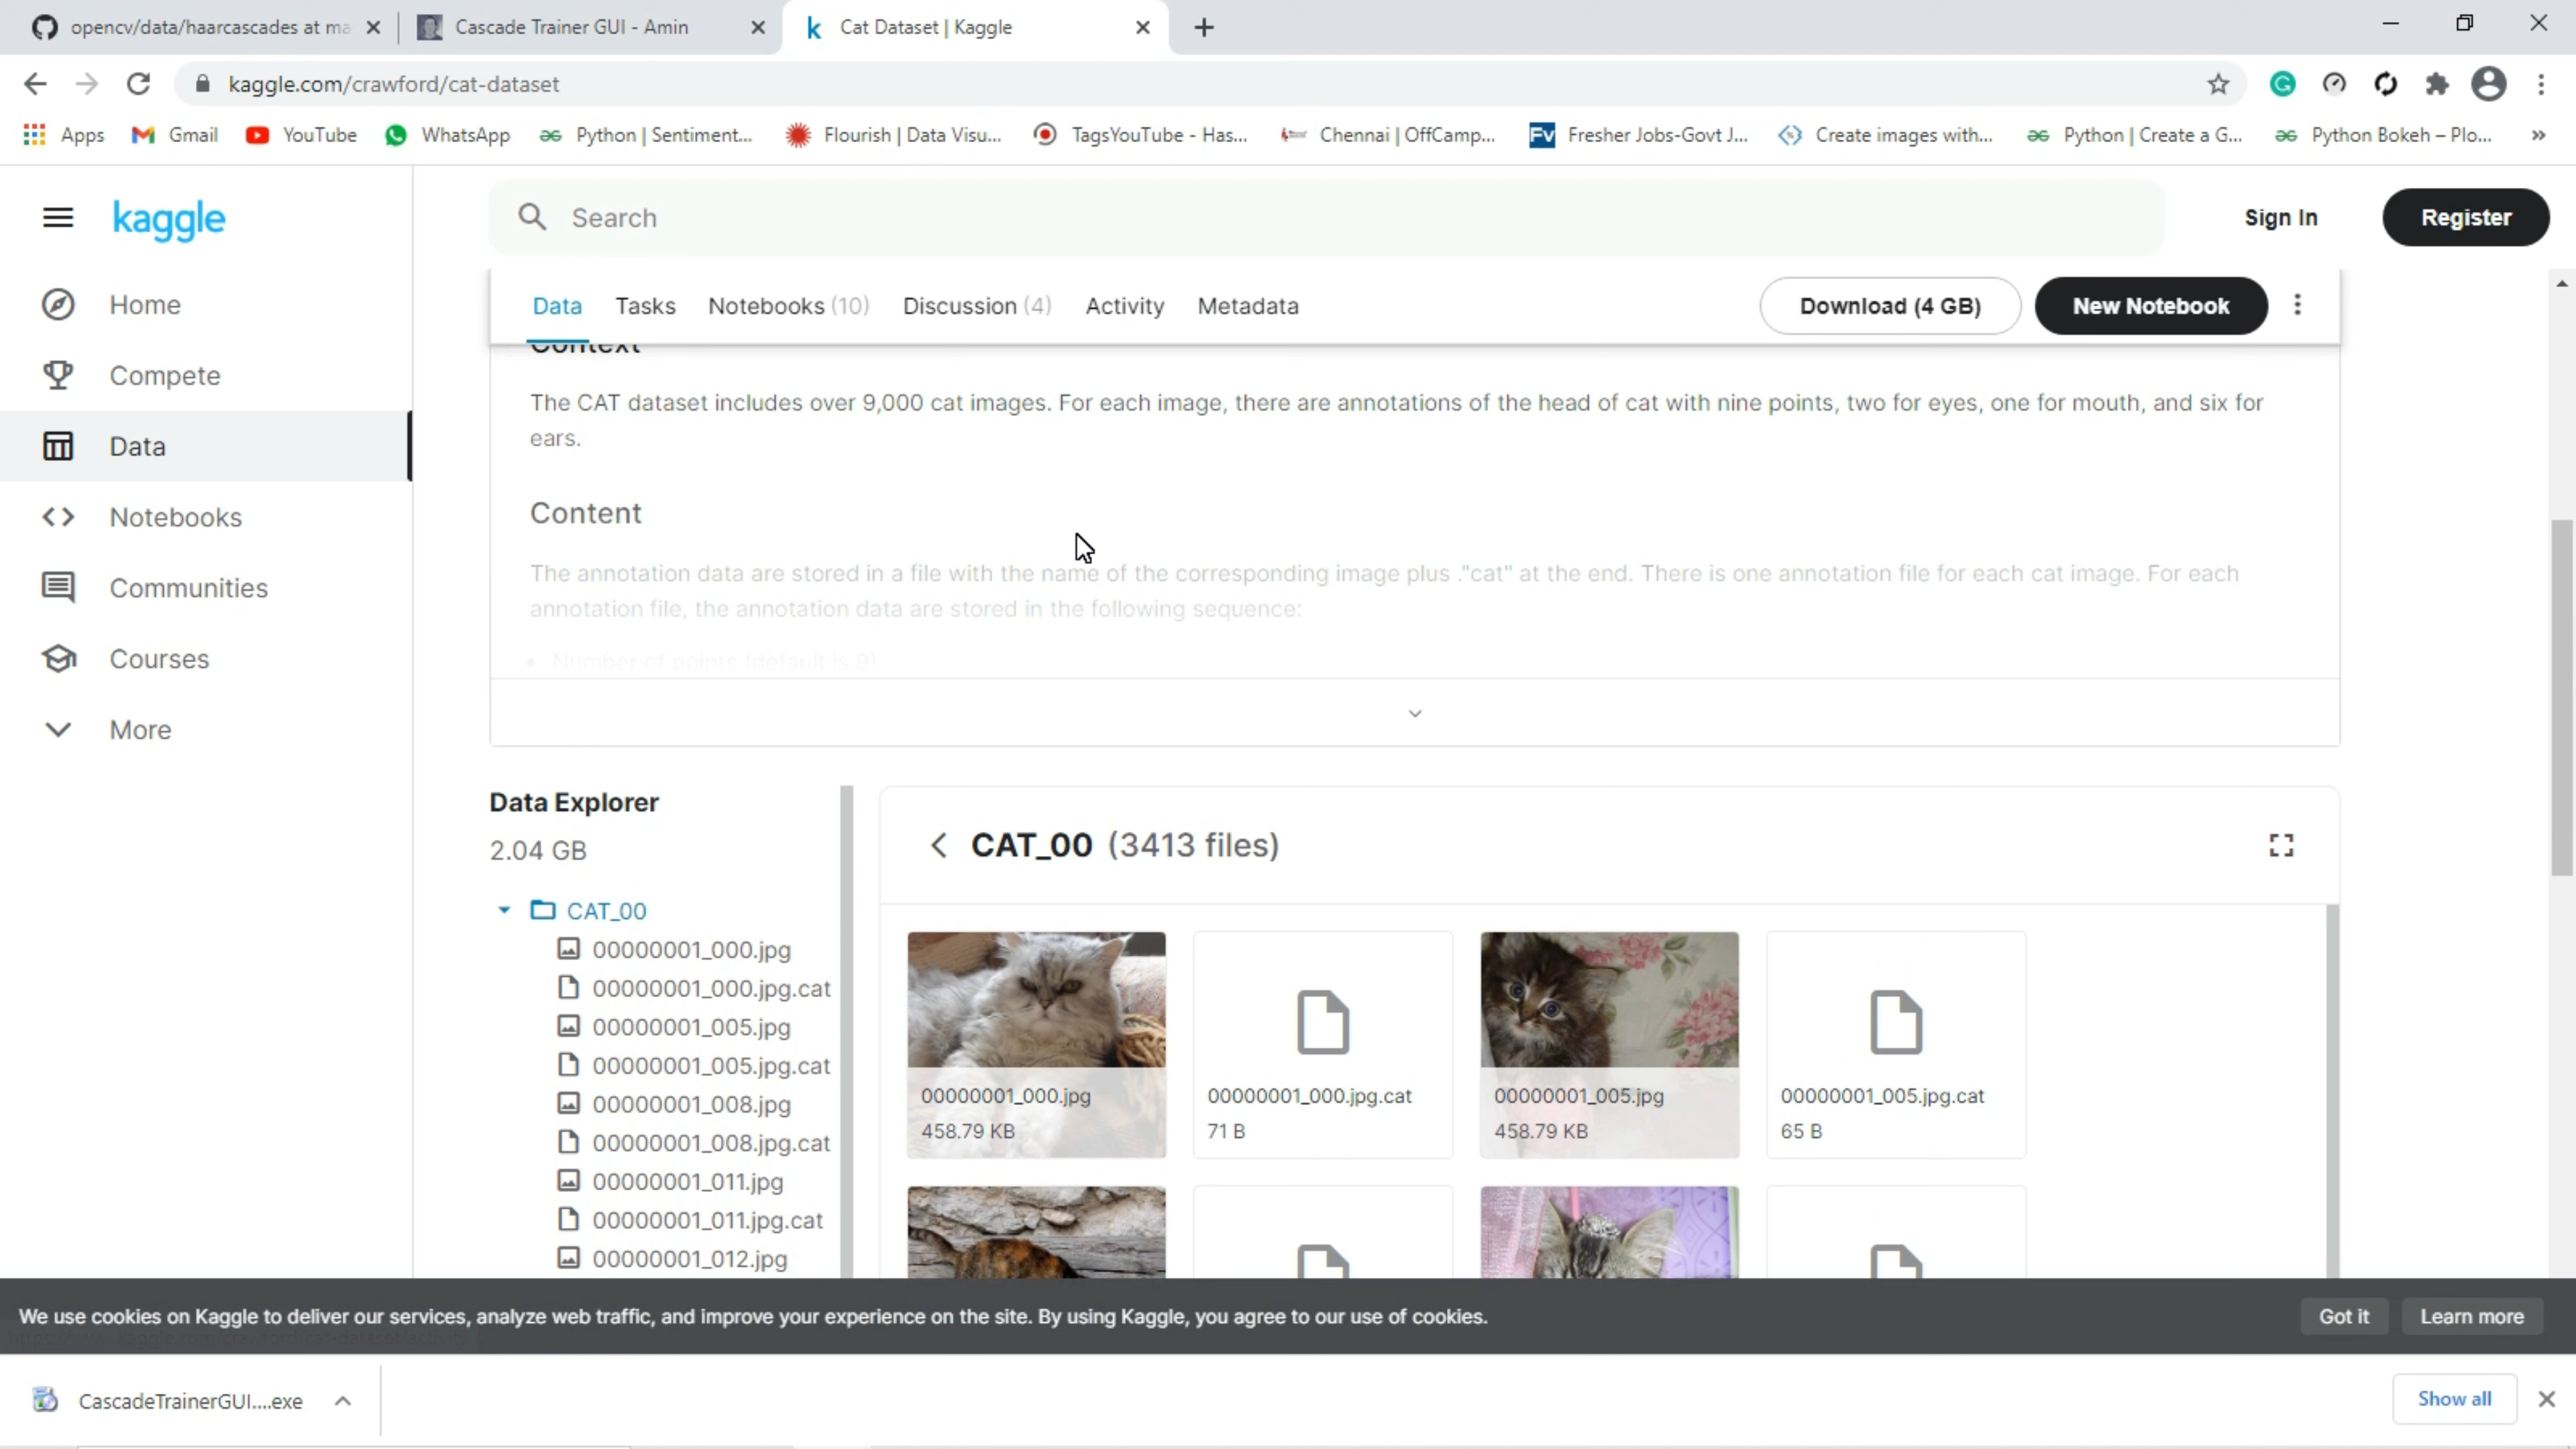 opencv/data/haarcascades at ma
Cascade Trainer GUI - Amin
Cat Dataset | Kaggle
kaggle.com/crawford/cat-dataset
Apps
Gmail
YouTube
WhatsApp
Python | Sentiment...
Flourish | Data Visu...
TagsYouTube - Has...
Chennai | OffCamp...
Fv
Fresher Jobs-Govt J...
Create images with...
Python | Create a G...
Python Bokeh – Plo...
kaggle
Search
Sign In
Register
Home
Compete
Data
Notebooks
Communities
Courses
More
Data
Tasks
Notebooks (10)
Discussion (4)
Activity
Metadata
Download (4 GB)
New Notebook
Context
The CAT dataset includes over 9,000 cat images. For each image, there are annotations of the head of cat with nine points, two for eyes, one for mouth, and six for
ears.
Content
The annotation data are stored in a file with the name of the corresponding image plus ."cat" at the end. There is one annotation file for each cat image. For each
annotation file, the annotation data are stored in the following sequence:
Number of points (default is 9)
Data Explorer
2.04 GB
CAT_00
00000001_000.jpg
00000001_000.jpg.cat
00000001_005.jpg
00000001_005.jpg.cat
00000001_008.jpg
00000001_008.jpg.cat
00000001_011.jpg
00000001_011.jpg.cat
00000001_012.jpg
CAT_00 (3413 files)
00000001_000.jpg
458.79 KB
00000001_000.jpg.cat
71 B
00000001_005.jpg
458.79 KB
00000001_005.jpg.cat
65 B
We use cookies on Kaggle to deliver our services, analyze web traffic, and improve your experience on the site. By using Kaggle, you agree to our use of cookies.
Got it
Learn more
CascadeTrainerGUI....exe
Show all